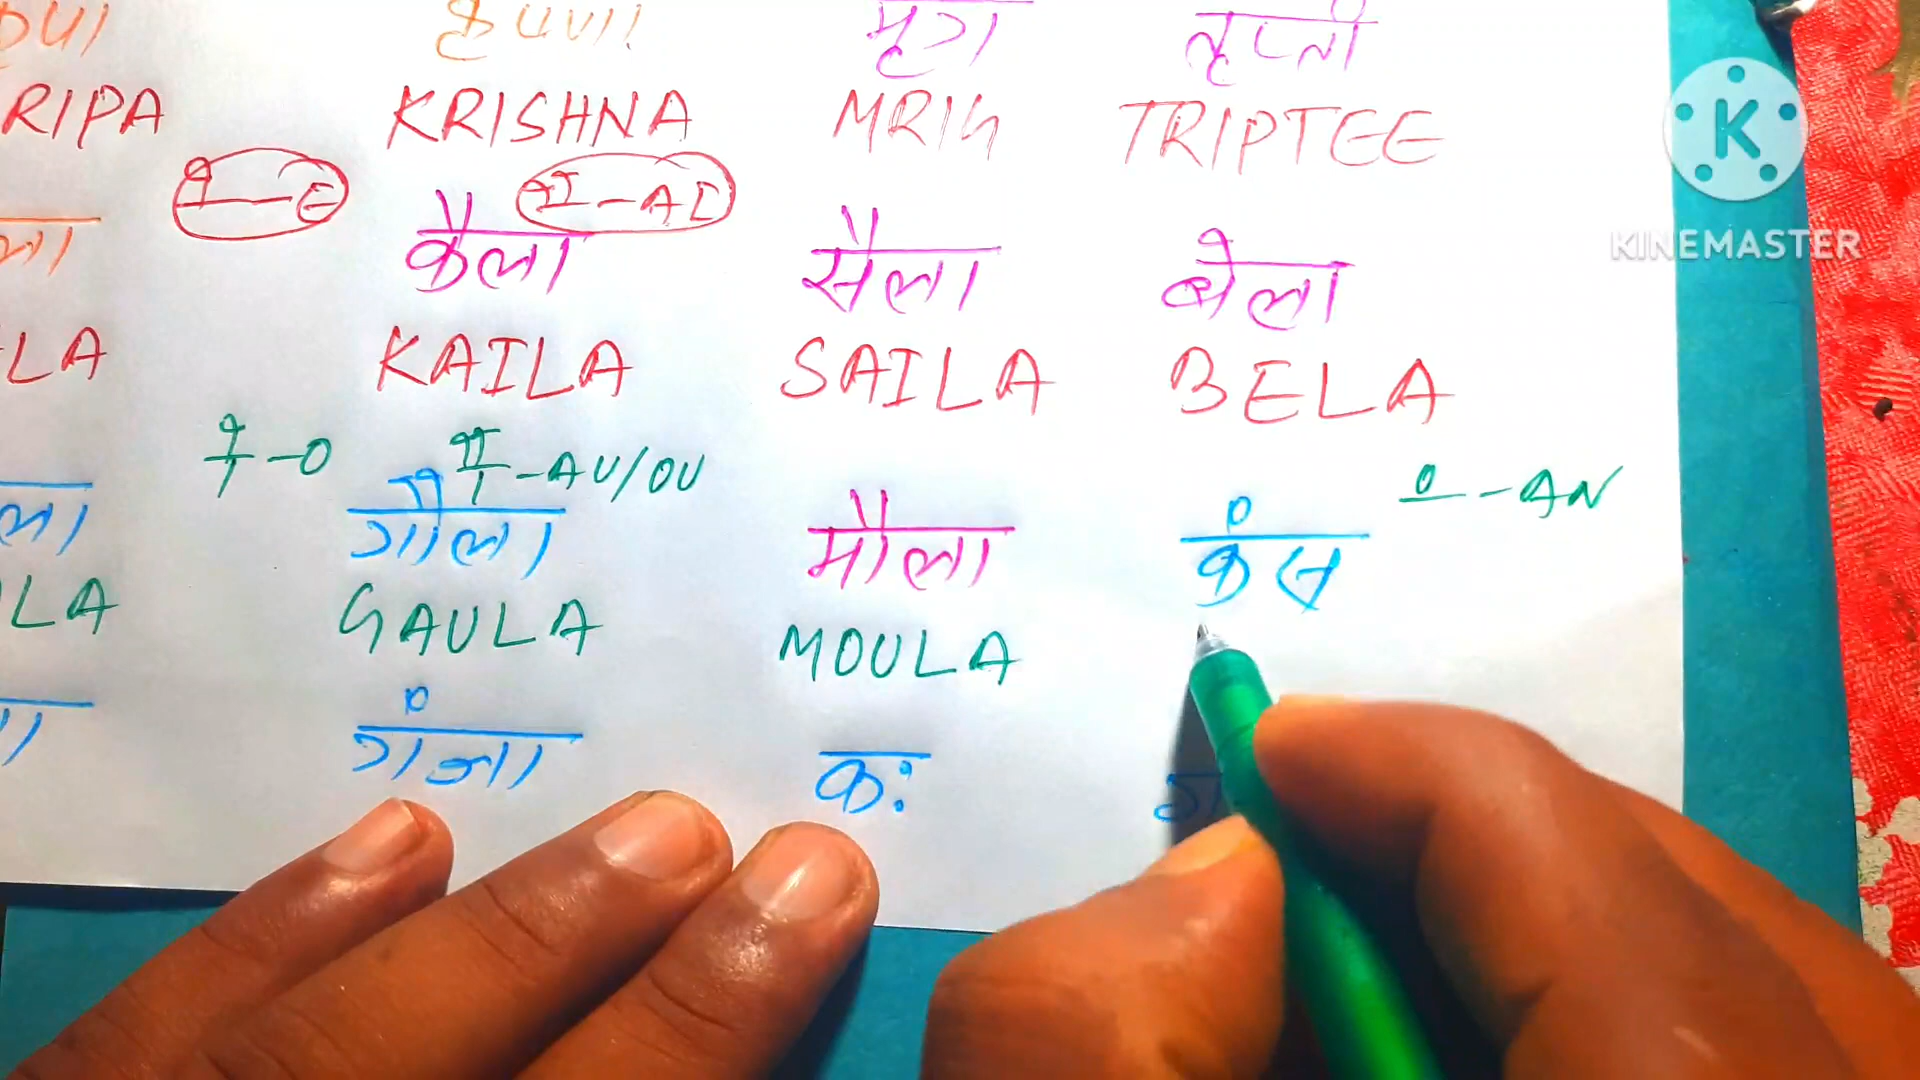 कृष्णा मृग तृप्ती
RIPA KRISHNA MRIG TRIPTEE
े - E ै - AI
कैला सैला बेला
LA KAILA SAILA BELA
ो - O ौ - AU/OU ं - AN
ला गौला मौला कंस
LA GAULA MOULA
गंजा कः
K
KINEMASTER